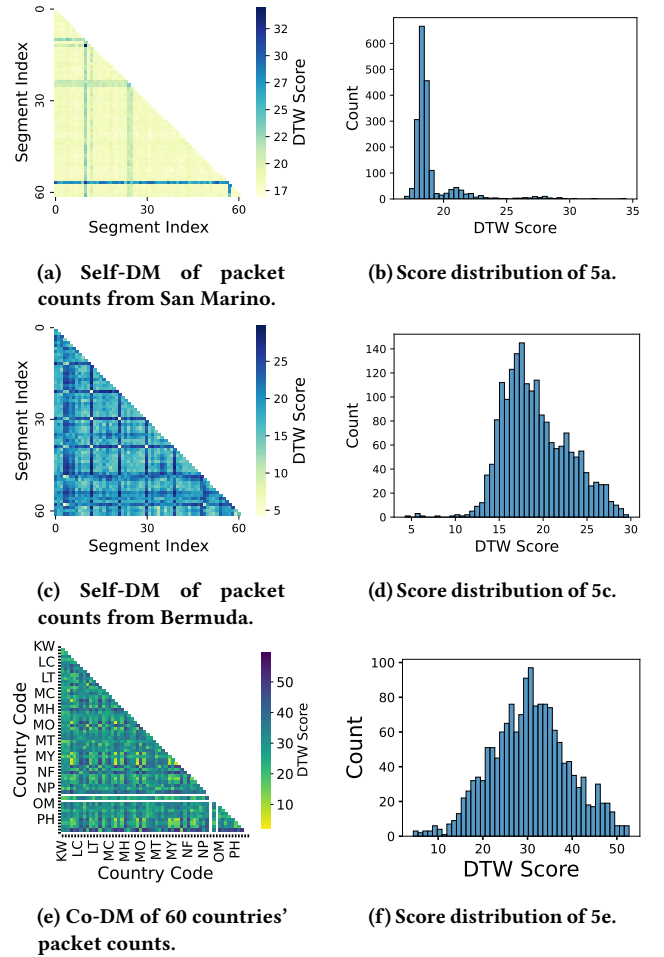 0
30
60
Segment Index
0
30
60
Segment Index
32
30
27
25
22
20
17
DTW Score
600
500
400
300
200
100
0
Count
20
25
30
35
DTW Score
(a) Self-DM of packet
counts from San Marino.
(b) Score distribution of 5a.
0
30
60
Segment Index
0
30
60
Segment Index
25
20
15
10
5
DTW Score
140
120
100
80
60
40
20
0
Count
5
10
15
20
25
30
DTW Score
(c) Self-DM of packet
counts from Bermuda.
(d) Score distribution of 5c.
KW
LC
LT
MC
MH
MO
MT
MY
NF
NP
OM
PH
Country Code
KW
LC
LT
MC
MH
MO
MT
MY
NF
NP
OM
PH
Country Code
50
40
30
20
10
DTW Score
100
80
60
40
20
0
Count
10
20
30
40
50
DTW Score
(e) Co-DM of 60 countries’
packet counts.
(f) Score distribution of 5e.